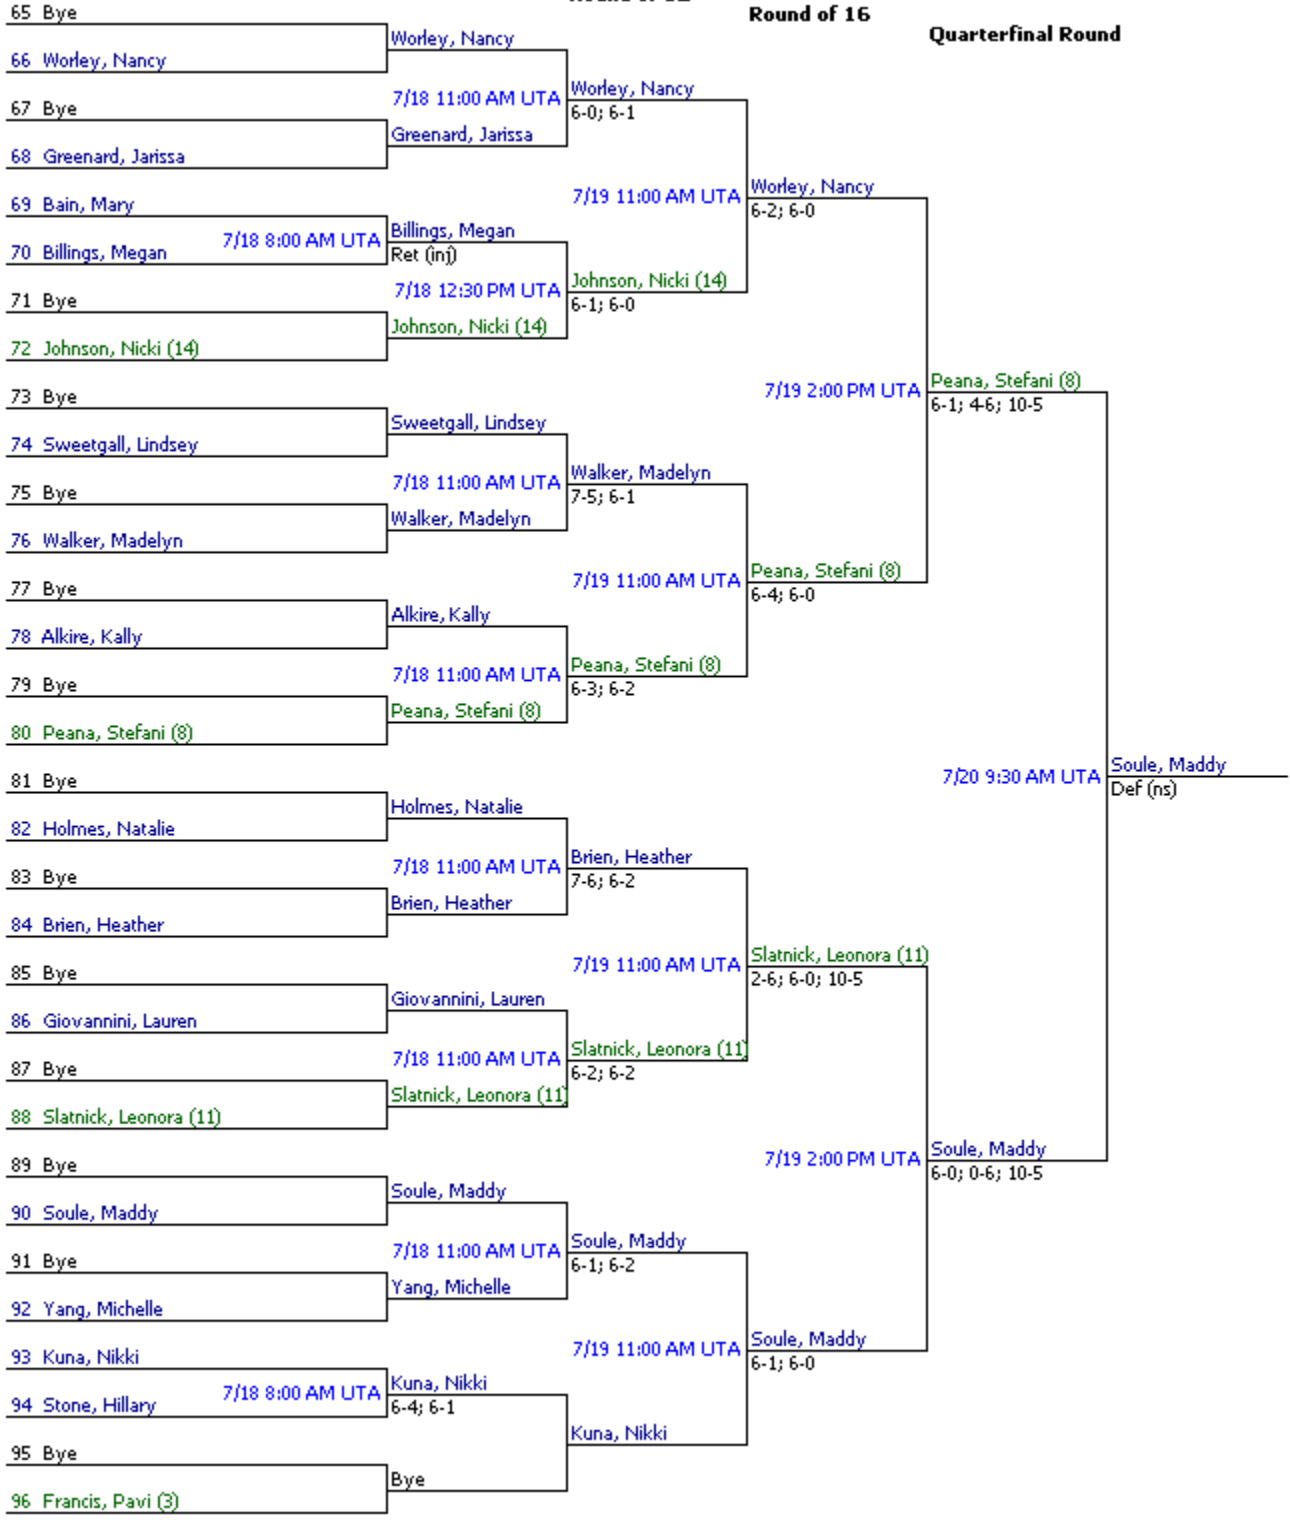 Round of 16
Quarterfinal Round
65 Bye
Worley, Nancy
66 Worley, Nancy
7/18 11:00 AM UTA
Worley, Nancy
6-0; 6-1
67 Bye
Greenard, Jarissa
68 Greenard, Jarissa
7/19 11:00 AM UTA
Worley, Nancy
6-2; 6-0
69 Bain, Mary
7/18 8:00 AM UTA
Billings, Megan
Ret (inj)
70 Billings, Megan
7/18 12:30 PM UTA
Johnson, Nicki (14)
6-1; 6-0
71 Bye
Johnson, Nicki (14)
72 Johnson, Nicki (14)
7/19 2:00 PM UTA
Peana, Stefani (8)
6-1; 4-6; 10-5
73 Bye
Sweetgall, Lindsey
74 Sweetgall, Lindsey
7/18 11:00 AM UTA
Walker, Madelyn
7-5; 6-1
75 Bye
Walker, Madelyn
76 Walker, Madelyn
7/19 11:00 AM UTA
Peana, Stefani (8)
6-4; 6-0
77 Bye
Alkire, Kally
78 Alkire, Kally
7/18 11:00 AM UTA
Peana, Stefani (8)
6-3; 6-2
79 Bye
Peana, Stefani (8)
80 Peana, Stefani (8)
7/20 9:30 AM UTA
Soule, Maddy
Def (ns)
81 Bye
Holmes, Natalie
82 Holmes, Natalie
7/18 11:00 AM UTA
Brien, Heather
7-6; 6-2
83 Bye
Brien, Heather
84 Brien, Heather
7/19 11:00 AM UTA
Slatnick, Leonora (11)
2-6; 6-0; 10-5
85 Bye
Giovannini, Lauren
86 Giovannini, Lauren
7/18 11:00 AM UTA
Slatnick, Leonora (11)
6-2; 6-2
87 Bye
Slatnick, Leonora (11)
88 Slatnick, Leonora (11)
7/19 2:00 PM UTA
Soule, Maddy
6-0; 0-6; 10-5
89 Bye
Soule, Maddy
90 Soule, Maddy
7/18 11:00 AM UTA
Soule, Maddy
6-1; 6-2
91 Bye
Yang, Michelle
92 Yang, Michelle
7/19 11:00 AM UTA
Soule, Maddy
6-1; 6-0
93 Kuna, Nikki
7/18 8:00 AM UTA
Kuna, Nikki
6-4; 6-1
94 Stone, Hillary
Kuna, Nikki
95 Bye
Bye
96 Francis, Pavi (3)